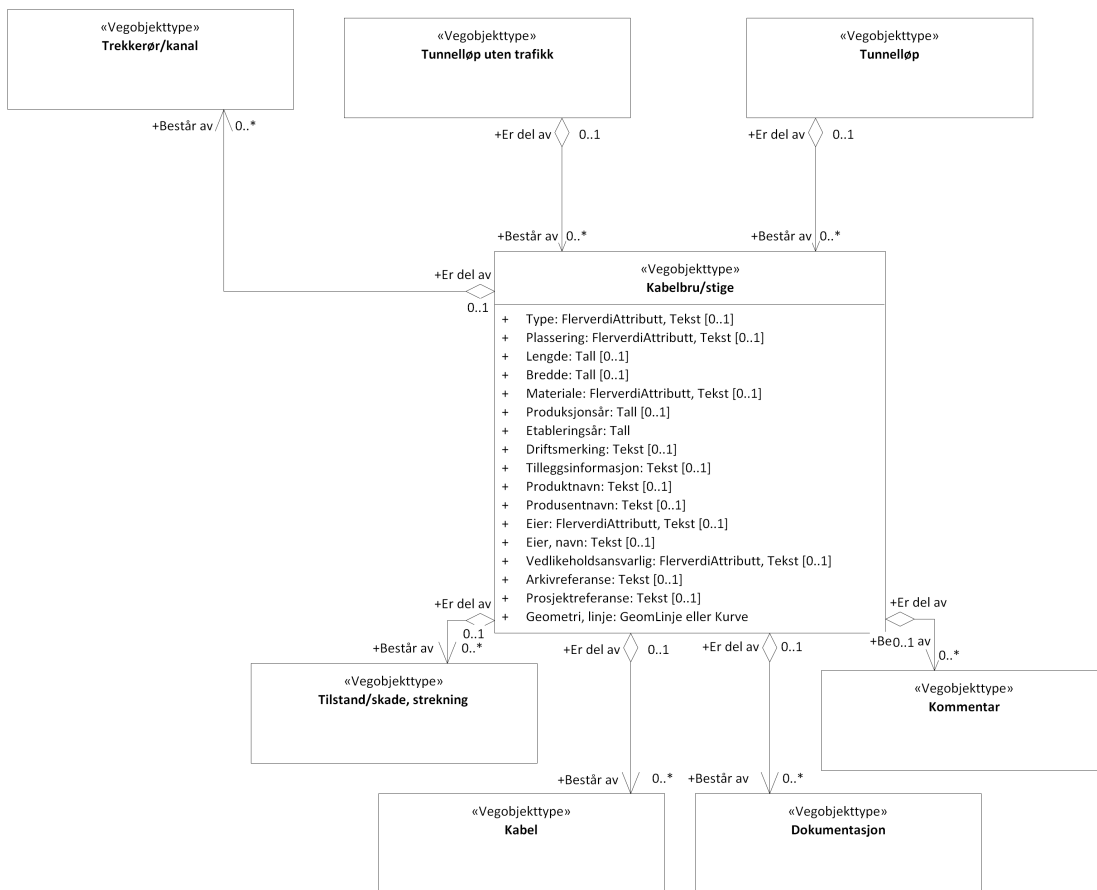 «Vegobjekttype»
Trekkerør/kanal
«Vegobjekttype»
Tunnelløp uten trafikk
«Vegobjekttype»
Tunnelløp
+Består av
0..*
+Er del av
0..1
+Er del av
0..1
+Består av
0..*
+Består av
0..*
+Er del av
0..1
«Vegobjekttype»
Kabelbru/stige
+ Type: FlerverdiAttributt, Tekst [0..1]
+ Plassering: FlerverdiAttributt, Tekst [0..1]
+ Lengde: Tall [0..1]
+ Bredde: Tall [0..1]
+ Materiale: FlerverdiAttributt, Tekst [0..1]
+ Produksjonsår: Tall [0..1]
+ Etableringsår: Tall
+ Driftsmerking: Tekst [0..1]
+ Tilleggsinformasjon: Tekst [0..1]
+ Produktnavn: Tekst [0..1]
+ Produsentnavn: Tekst [0..1]
+ Eier: FlerverdiAttributt, Tekst [0..1]
+ Eier, navn: Tekst [0..1]
+ Vedlikeholdsansvarlig: FlerverdiAttributt, Tekst [0..1]
+ Arkivreferanse: Tekst [0..1]
+ Prosjektreferanse: Tekst [0..1]
+ Geometri, linje: GeomLinje eller Kurve
+Er del av
0..1
+Består av
0..*
+Er del av
0..1
+Er del av
0..1
+Er del av
0..1
+Be av
0..*
«Vegobjekttype»
Tilstand/skade, strekning
«Vegobjekttype»
Kommentar
+Består av
0..*
+Består av
0..*
«Vegobjekttype»
Kabel
«Vegobjekttype»
Dokumentasjon